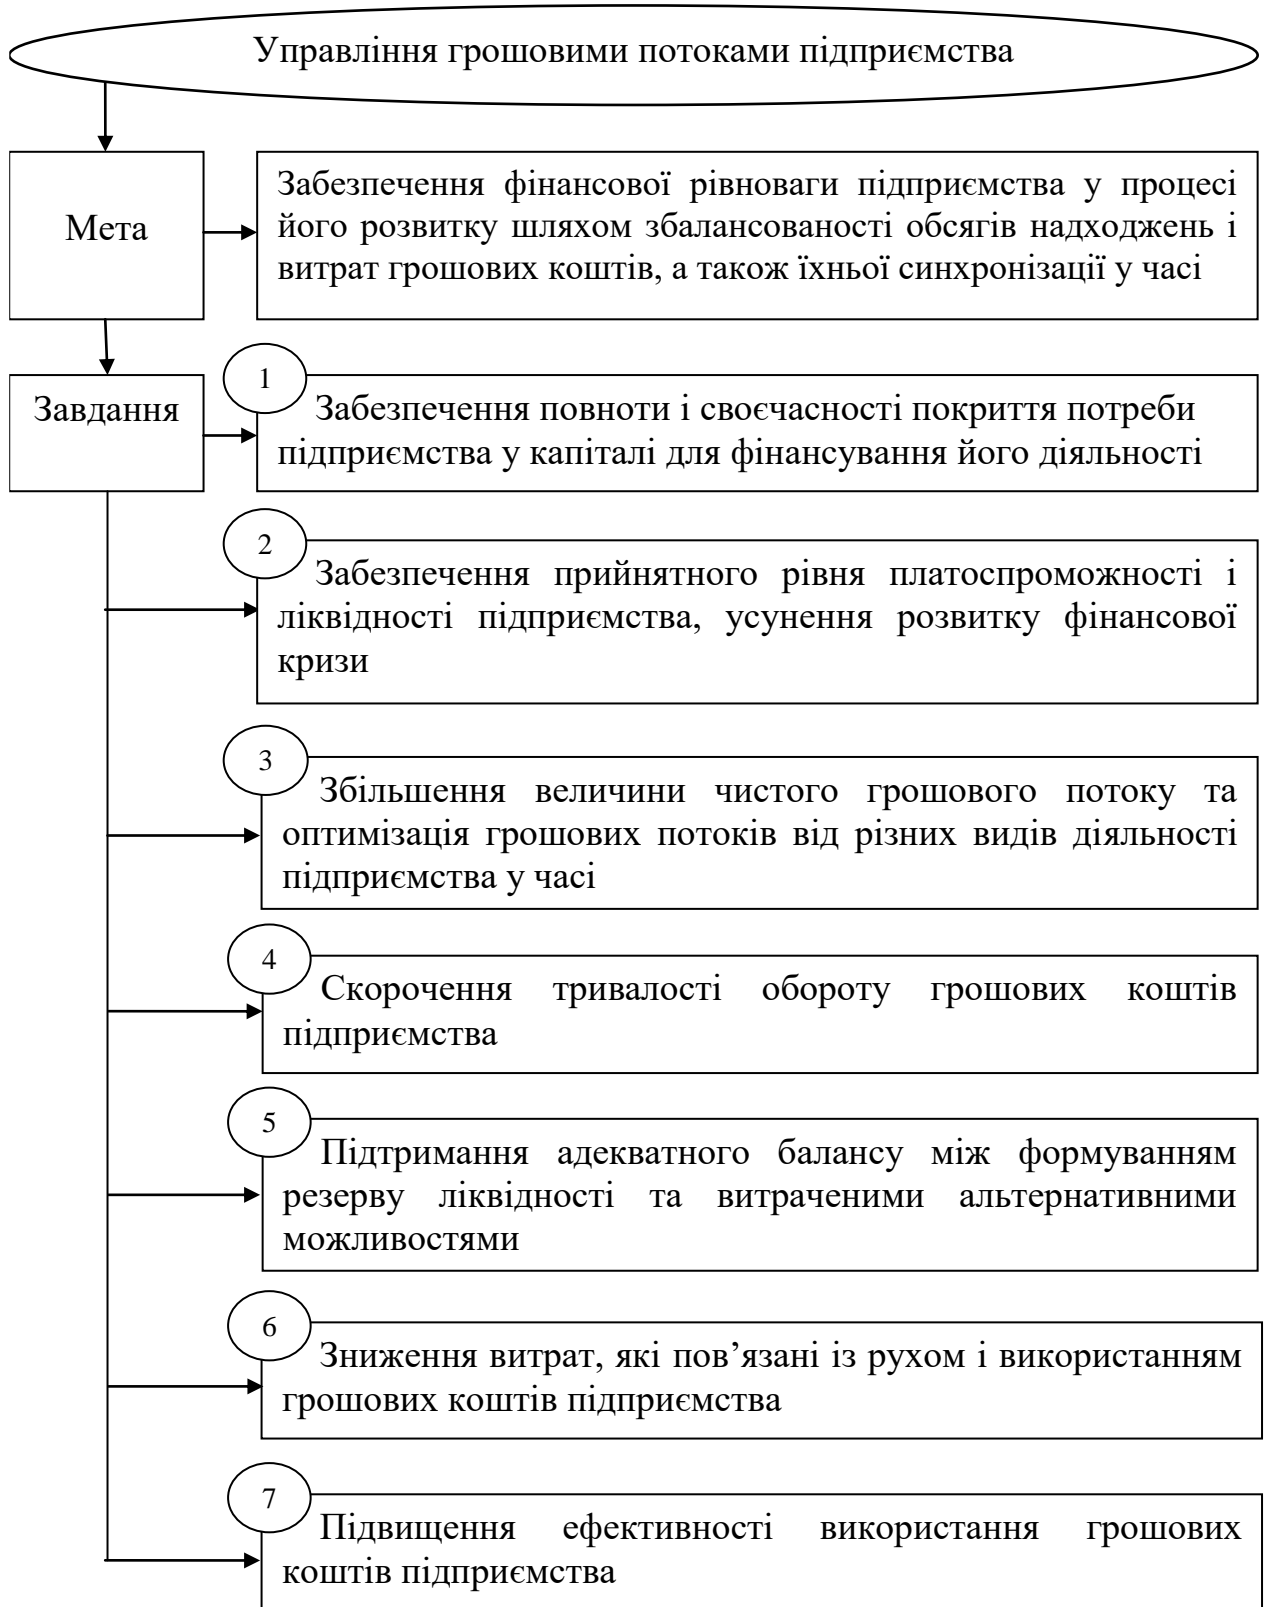 Управління грошовими потоками підприємства
Мета
Забезпечення фінансової рівноваги підприємства у процесі
його розвитку шляхом збалансованості обсягів надходжень і
витрат грошових коштів, а також їхньої синхронізації у часі
Завдання
1
Забезпечення повноти і своєчасності покриття потреби
підприємства у капіталі для фінансування його діяльності
2
Забезпечення прийнятного рівня платоспроможності і
ліквідності підприємства, усунення розвитку фінансової
кризи
3
Збільшення величини чистого грошового потоку та
оптимізація грошових потоків від різних видів діяльності
підприємства у часі
4
Скорочення тривалості обороту грошових коштів
підприємства
5
Підтримання адекватного балансу між формуванням
резерву ліквідності та витраченими альтернативними
можливостями
6
Зниження витрат, які пов’язані із рухом і використанням
грошових коштів підприємства
7
Підвищення ефективності використання грошових
коштів підприємства